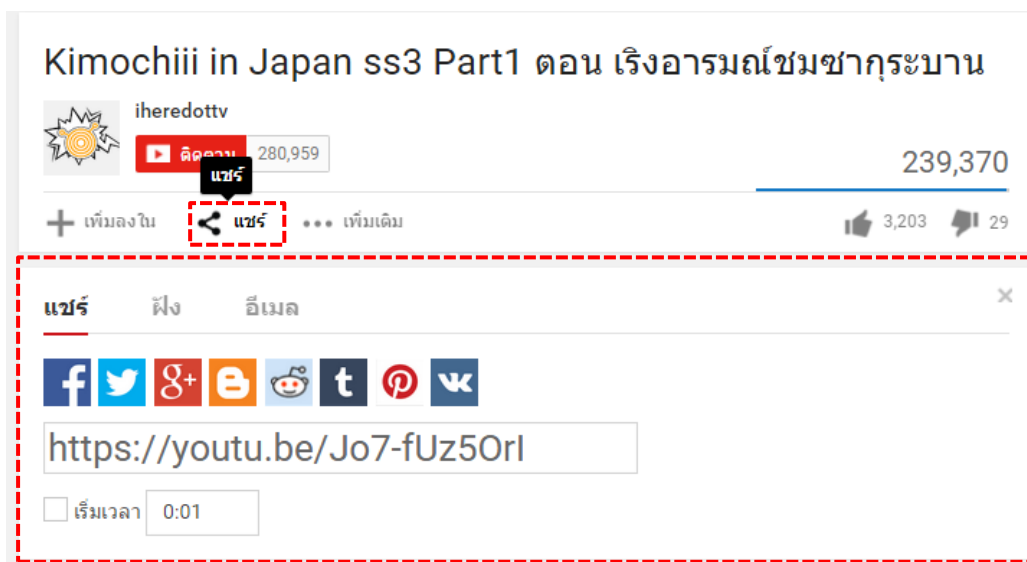 Kimochiii in Japan ss3 Part1 ตอน เริงอารมณ์ชมซากุระบาน
iheredottv
ติดตาม 280,959
แชร์
239,370
เพิ่มลงใน แชร์ เพิ่มเติม 3,203 29
แชร์ ฝัง อีเมล
https://youtu.be/Jo7-fUz5OrI
เริ่มเวลา 0:01